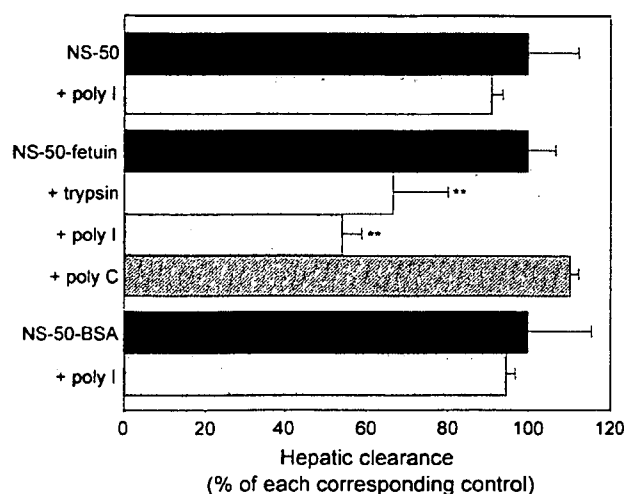 NS-50
+ poly I
NS-50-fetuin
+ trypsin
**
+ poly I
**
+ poly C
NS-50-BSA
+ poly I
0 20 40 60 80 100 120
Hepatic clearance
(% of each corresponding control)